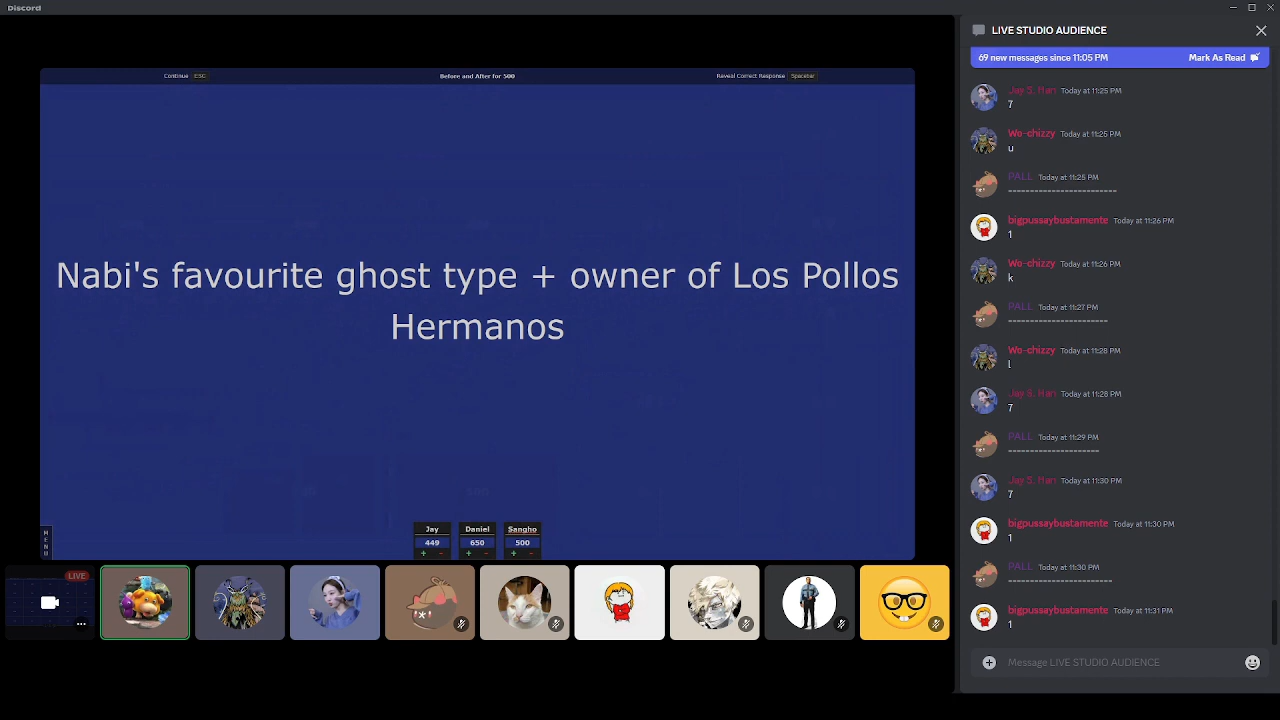 Discord
LIVE STUDIO AUDIENCE
69 new messages since 11:05 PM
Mark As Read
Continue ESC
Before and After for 500
Reveal Correct Response Spacebar
Nabi's favourite ghost type + owner of Los Pollos
Hermanos
MENU
Jay
449
+ -
Daniel
650
+ -
Sangho
500
+ -
LIVE
Jay S. Han Today at 11:25 PM
7
Wo-chizzy Today at 11:25 PM
u
PALL Today at 11:25 PM
-------------------------
bigpussaybustamente Today at 11:26 PM
1
Wo-chizzy Today at 11:26 PM
k
PALL Today at 11:27 PM
-----------------------
Wo-chizzy Today at 11:28 PM
l
Jay S. Han Today at 11:28 PM
7
PALL Today at 11:29 PM
---------------------
Jay S. Han Today at 11:30 PM
7
bigpussaybustamente Today at 11:30 PM
1
PALL Today at 11:30 PM
------------------------
bigpussaybustamente Today at 11:31 PM
1
Message LIVE STUDIO AUDIENCE